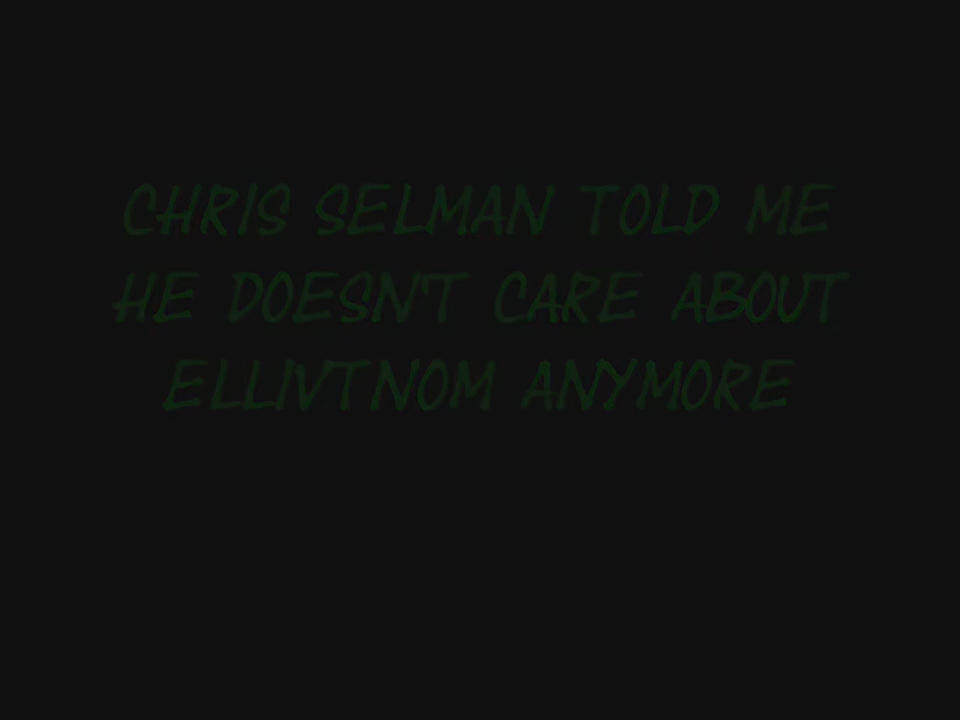 CHRIS SELMAN TOLD ME
HE DOESN'T CARE ABOUT
ELLIVTNOM ANYMORE